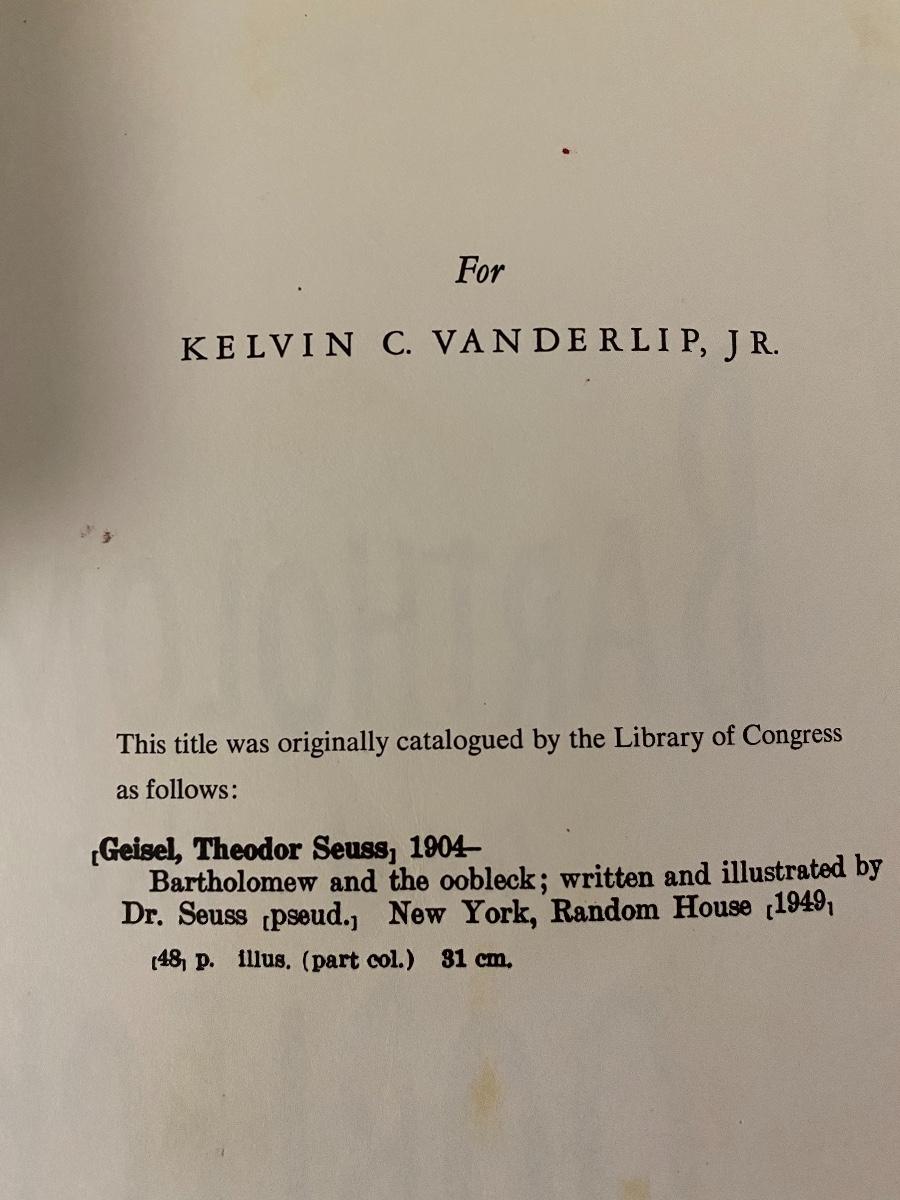 For
KELVIN C. VANDERLIP, JR.
This title was originally catalogued by the Library of Congress
as follows:
[Geisel, Theodor Seuss] 1904–
Bartholomew and the oobleck; written and illustrated by
Dr. Seuss [pseud.] New York, Random House [1949]
[48] p. illus. (part col.) 31 cm.